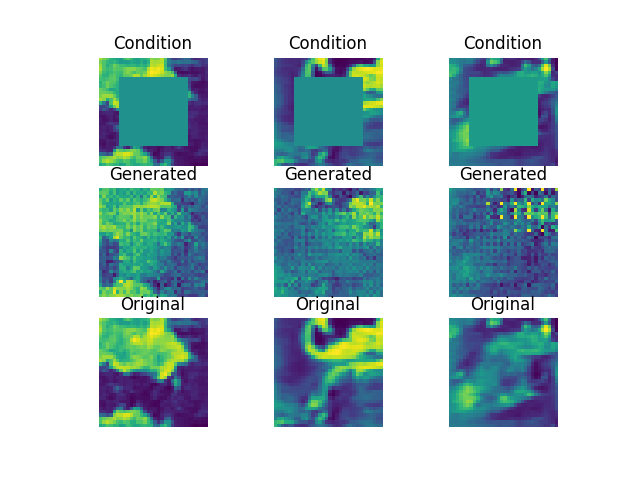 Condition Condition Condition
Generated Generated Generated
Original Original Original